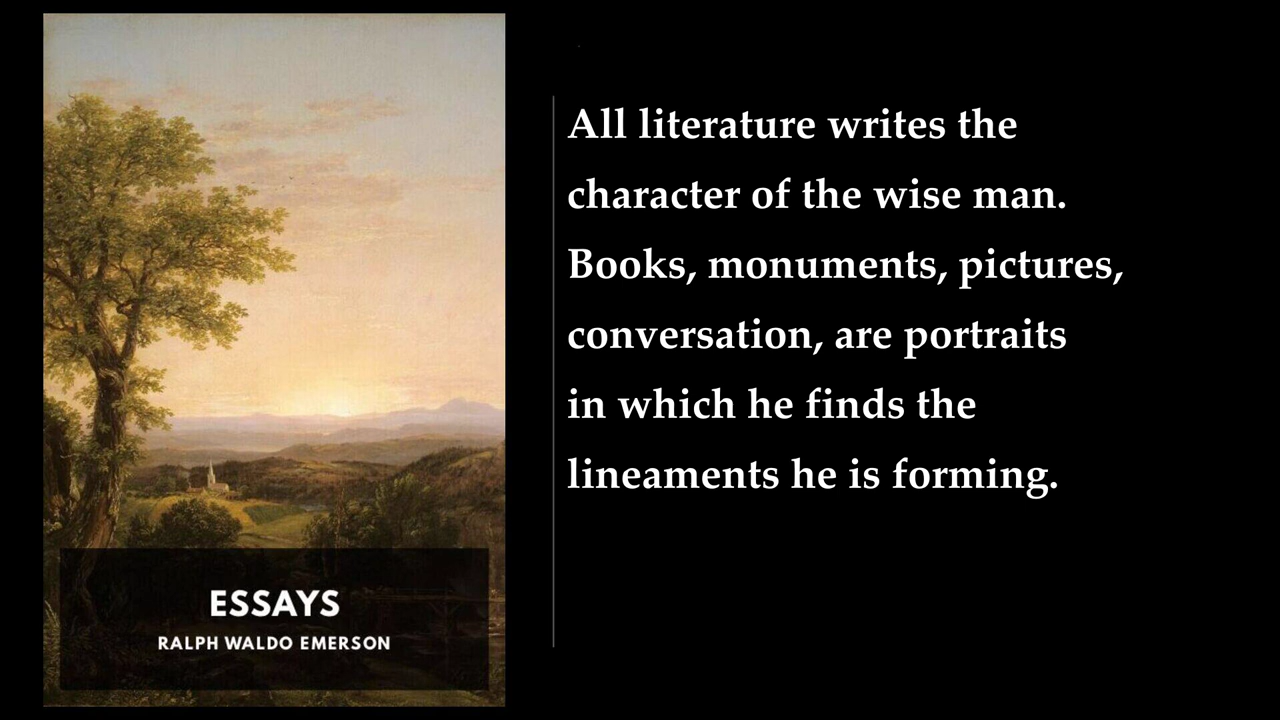 ESSAYS
RALPH WALDO EMERSON
All literature writes the
character of the wise man.
Books, monuments, pictures,
conversation, are portraits
in which he finds the
lineaments he is forming.